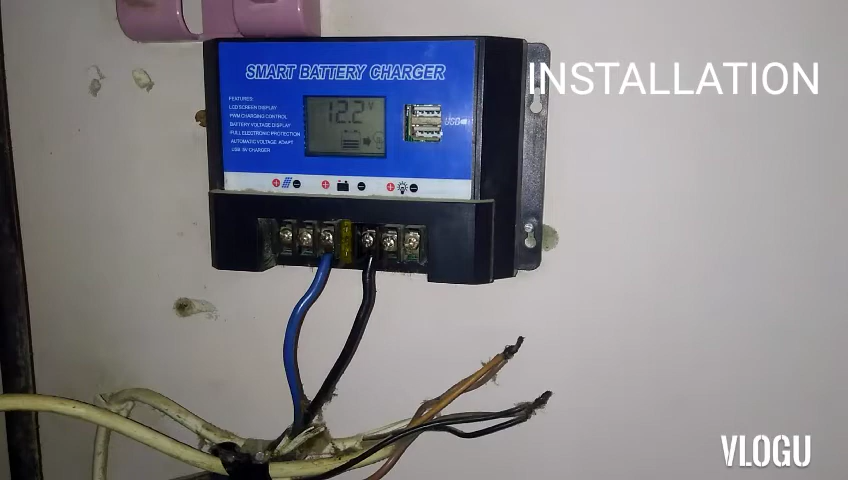 INSTALLATION
SMART BATTERY CHARGER
FEATURES:
LCD SCREEN DISPLAY
PWM CHARGING CONTROL
BATTERY VOLTAGE DISPLAY
FULL ELECTRONIC PROTECTION
AUTOMATIC VOLTAGE ADAPT
USB 5V CHARGER
12.2V
USB
+ - + - + -
VLOGU